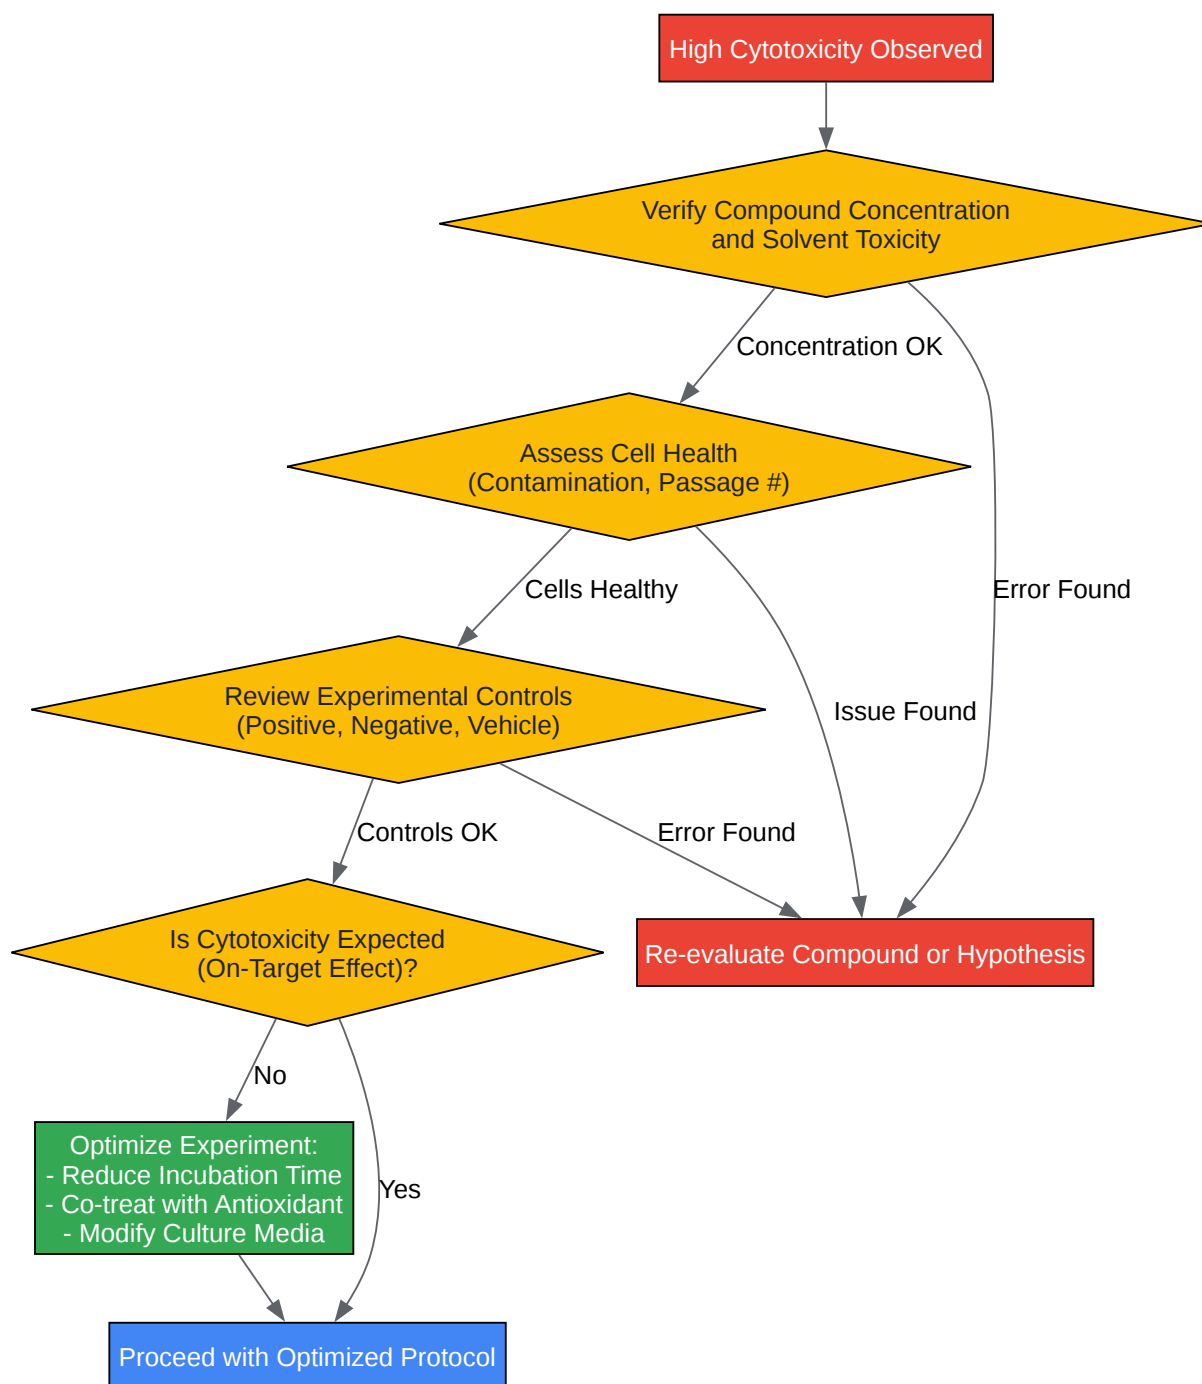 High Cytotoxicity Observed
Verify Compound Concentration
and Solvent Toxicity
Concentration OK
Assess Cell Health
(Contamination, Passage #)
Cells Healthy
Error Found
Review Experimental Controls
(Positive, Negative, Vehicle)
Issue Found
Controls OK
Error Found
Is Cytotoxicity Expected
(On-Target Effect)?
Re-evaluate Compound or Hypothesis
No
Optimize Experiment:
- Reduce Incubation Time
- Co-treat with Antioxidant
- Modify Culture Media
Yes
Proceed with Optimized Protocol